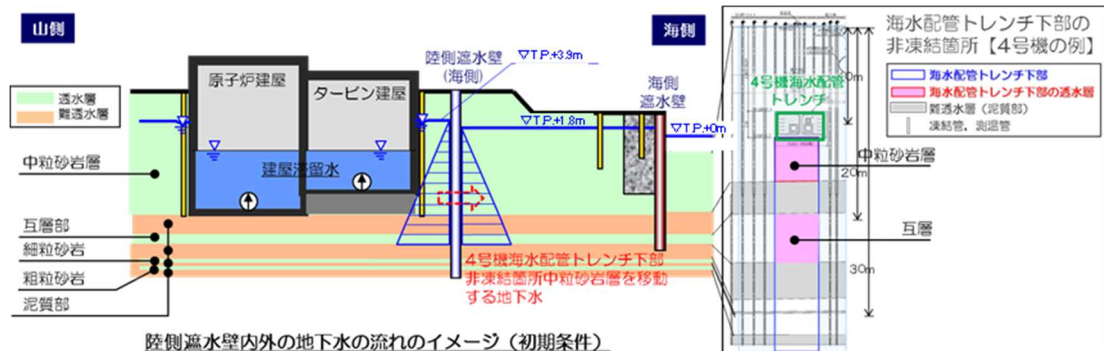 山側
海側
陸側遮水壁
(海側)
▽T.P.+3.9m
海側
遮水壁
原子炉建屋
タービン建屋
▽T.P.+1.8m
▽T.P.+0m
透水層
難透水層
中粒砂岩層
建屋滞留水
互層部
細粒砂岩
粗粒砂岩
泥質部
4号機海水配管トレンチ下部
非凍結箇所中粒砂岩層を移動
する地下水
陸側遮水壁内外の地下水の流れのイメージ(初期条件)
海水配管トレンチ下部の
非凍結箇所【4号機の例】
海水配管トレンチ下部
海水配管トレンチ下部の透水層
難透水層(泥質部)
凍結管,測温管
4号機海水配管
トレンチ
中粒砂岩層
20m
互層
30m